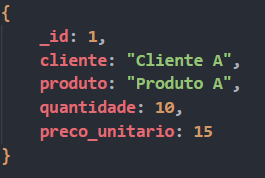 {
_id: 1,
cliente: "Cliente A",
produto: "Produto A",
quantidade: 10,
preco_unitario: 15
}